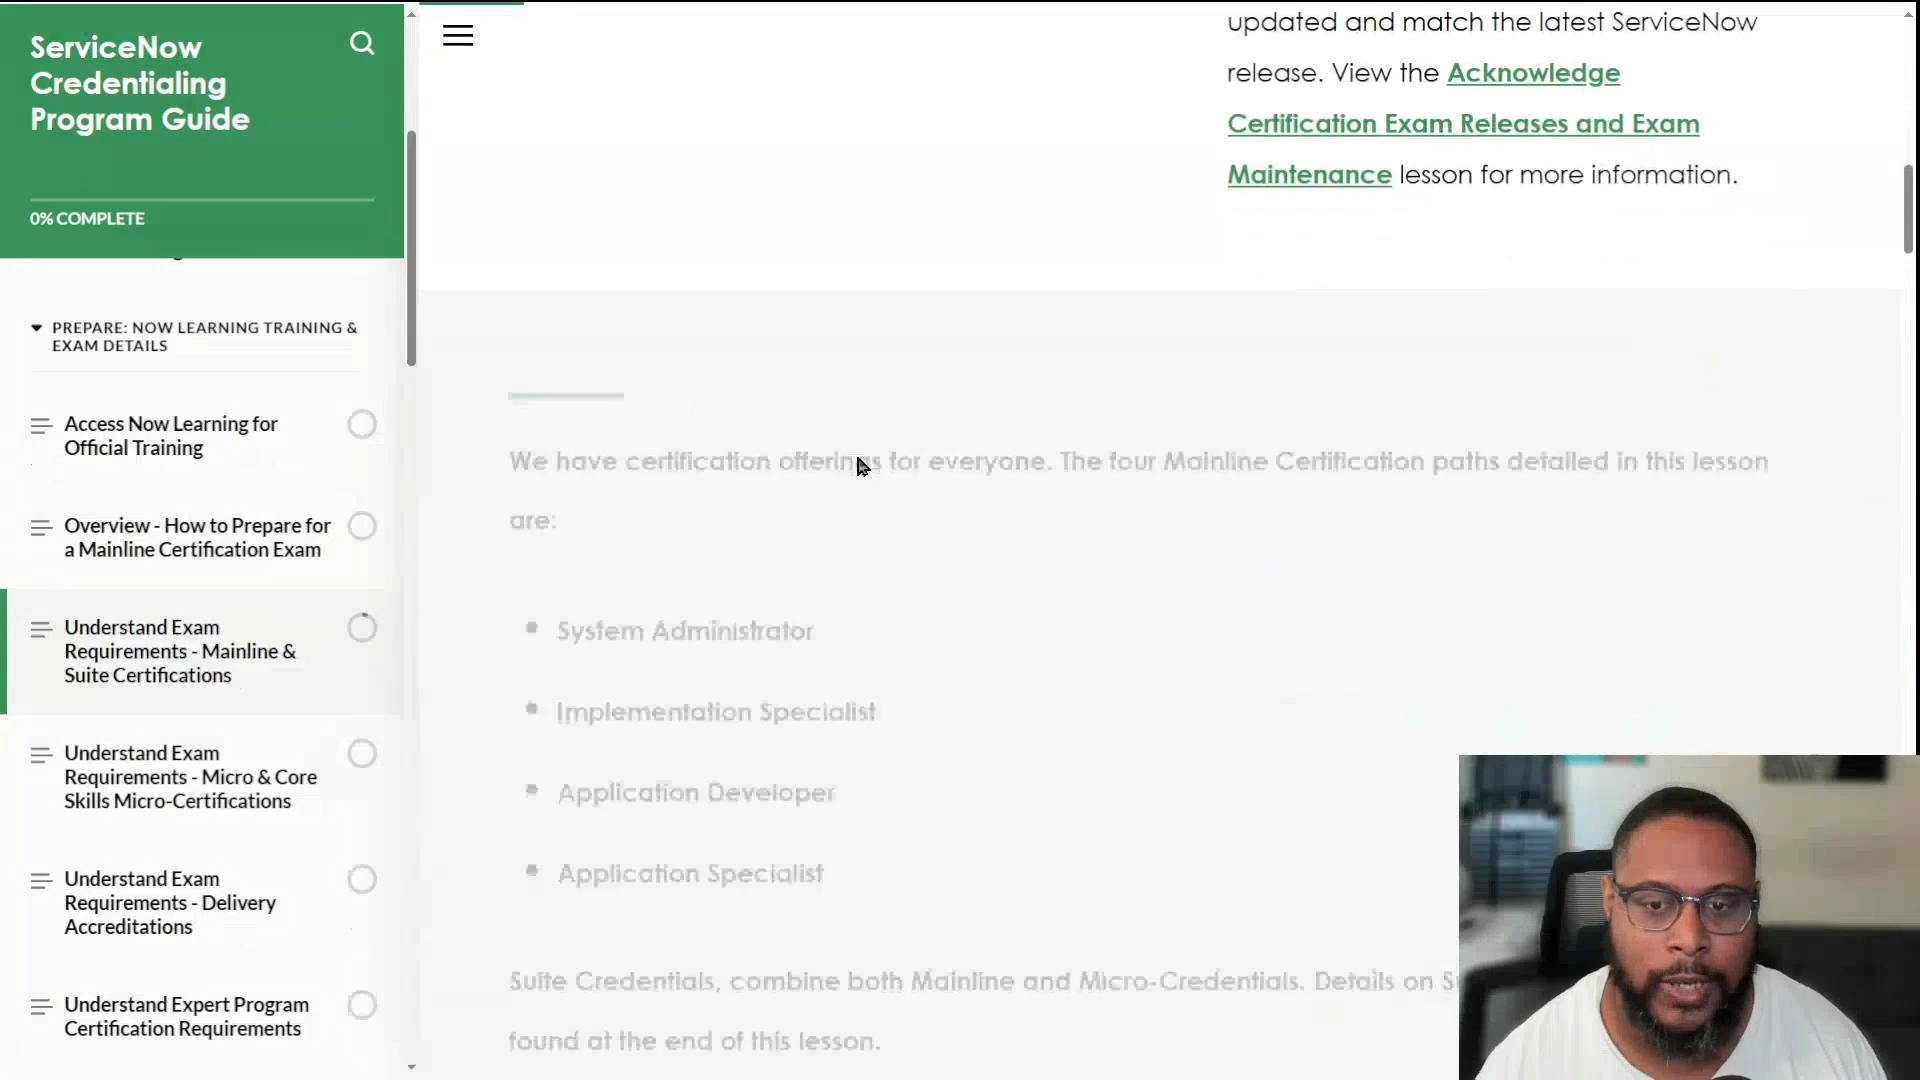 ServiceNow
Credentialing
Program Guide
0% COMPLETE
PREPARE: NOW LEARNING TRAINING &
EXAM DETAILS
Access Now Learning for
Official Training
Overview - How to Prepare for
a Mainline Certification Exam
Understand Exam
Requirements - Mainline &
Suite Certifications
Understand Exam
Requirements - Micro & Core
Skills Micro-Certifications
Understand Exam
Requirements - Delivery
Accreditations
Understand Expert Program
Certification Requirements
updated and match the latest ServiceNow
release. View the Acknowledge
Certification Exam Releases and Exam
Maintenance lesson for more information.
We have certification offerings for everyone. The four Mainline Certification paths detailed in this lesson
are:
• System Administrator
• Implementation Specialist
• Application Developer
• Application Specialist
Suite Credentials, combine both Mainline and Micro-Credentials. Details on
found at the end of this lesson.